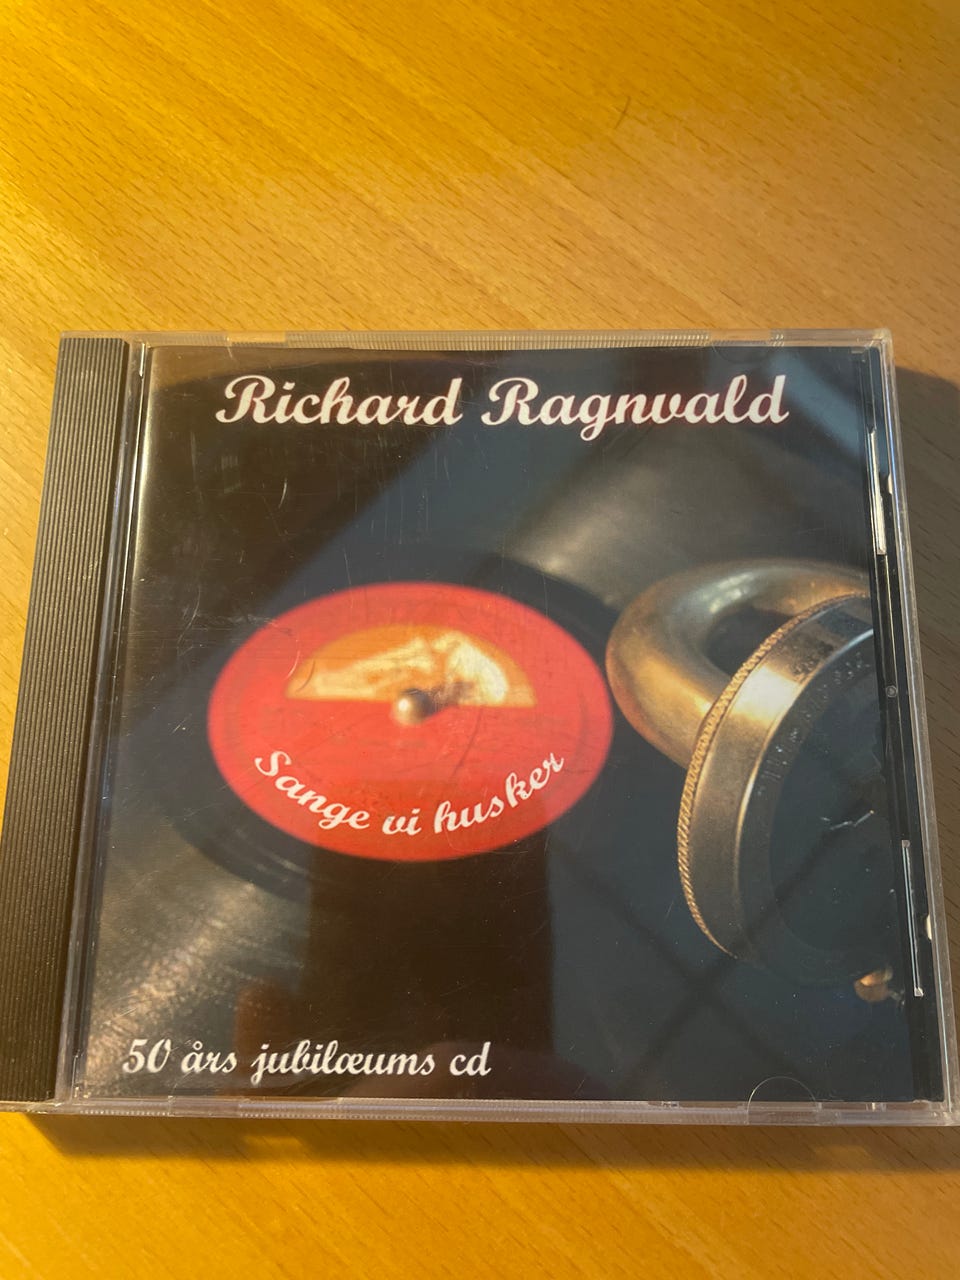 Richard Ragnvald
Sange vi husker
50 års jubilæums cd